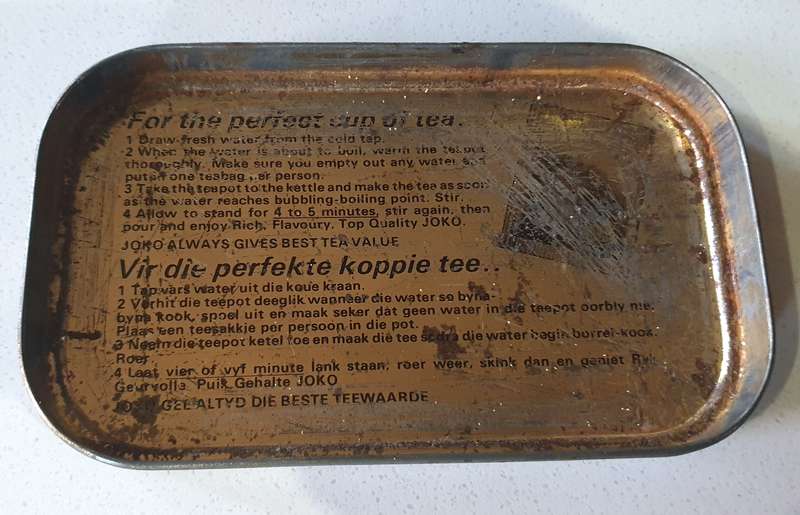 For the perfect cup of tea.
1 Draw fresh water from the cold tap.
2 When the water is about to boil, warm the teapot
thoroughly. Make sure you empty out any water and
put in one teabag per person.
3 Take the teapot to the kettle and make the tea as soon
as the water reaches bubbling-boiling point. Stir.
4 Allow to stand for 4 to 5 minutes, stir again, then
pour and enjoy Rich, Flavoury, Top Quality JOKO.
JOKO ALWAYS GIVES BEST TEA VALUE
Vir die perfekte koppie tee..
1 Tap vars water uit die koue kraan.
2 Verhit die teepot deeglik wanneer die water so byna-
byna kook, spoel uit en maak seker dat geen water in die teepot oorbly nie.
Plaas een teesakkie per persoon in die pot.
3 Neem die teepot ketel toe en maak die tee sodra die water begin borrel-kook.
Roer.
4 Laat vier of vyf minute lank staan, roer weer, skink dan en geniet Ryk,
Geurvolle, Puik Gehalte JOKO
JOKO GEE ALTYD DIE BESTE TEEWAARDE